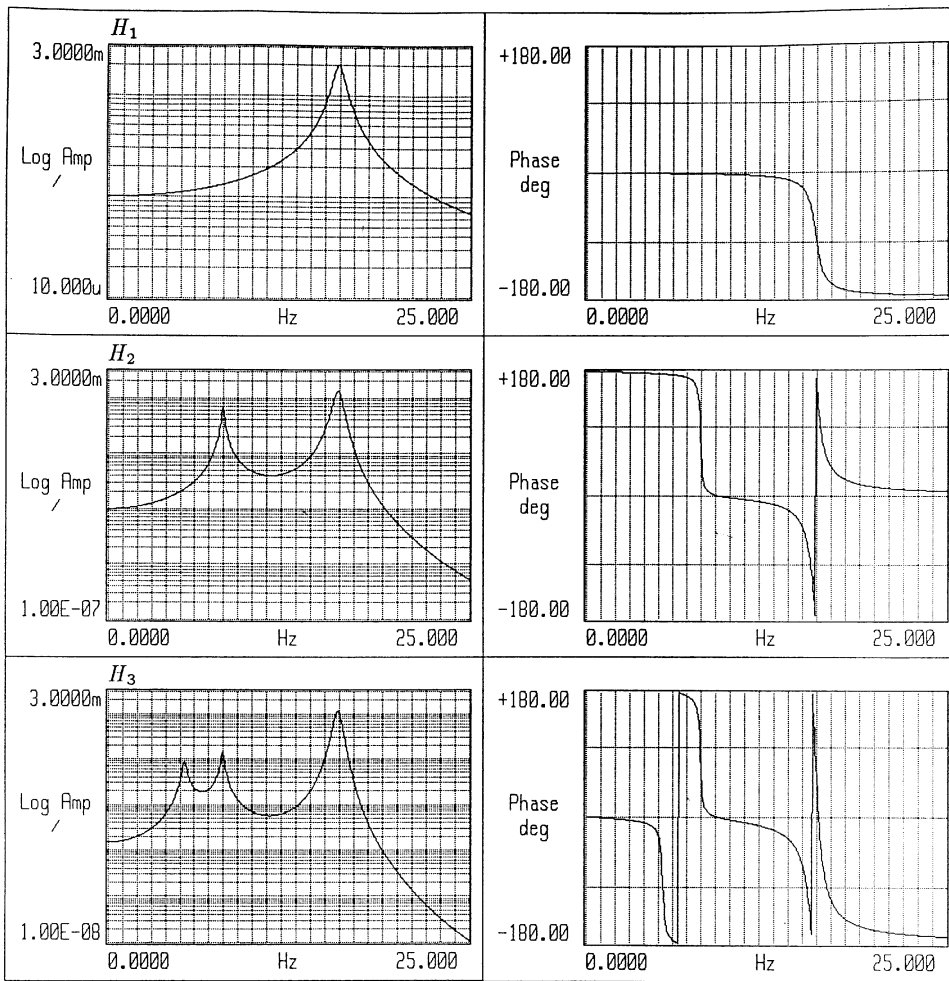 H1
3.0000m
Log Amp
/
10.000u
0.0000 Hz 25.000
+180.00
Phase
deg
-180.00
0.0000 Hz 25.000
H2
3.0000m
Log Amp
/
1.00E-07
0.0000 Hz 25.000
+180.00
Phase
deg
-180.00
0.0000 Hz 25.000
H3
3.0000m
Log Amp
/
1.00E-08
0.0000 Hz 25.000
+180.00
Phase
deg
-180.00
0.0000 Hz 25.000